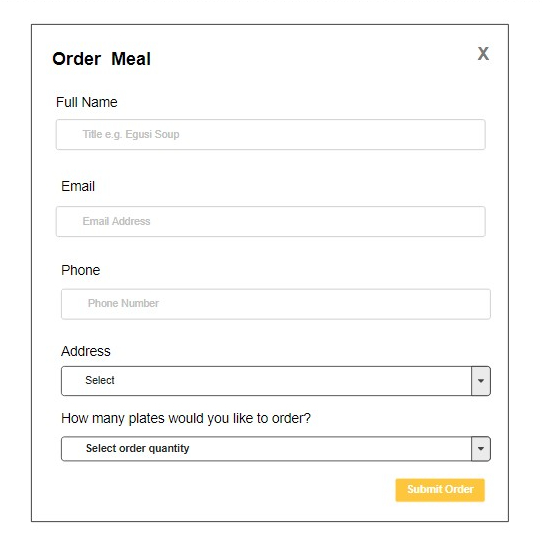 Order Meal
X
Full Name
Title e.g. Egusi Soup
Email
Email Address
Phone
Phone Number
Address
Select
How many plates would you like to order?
Select order quantity
Submit Order